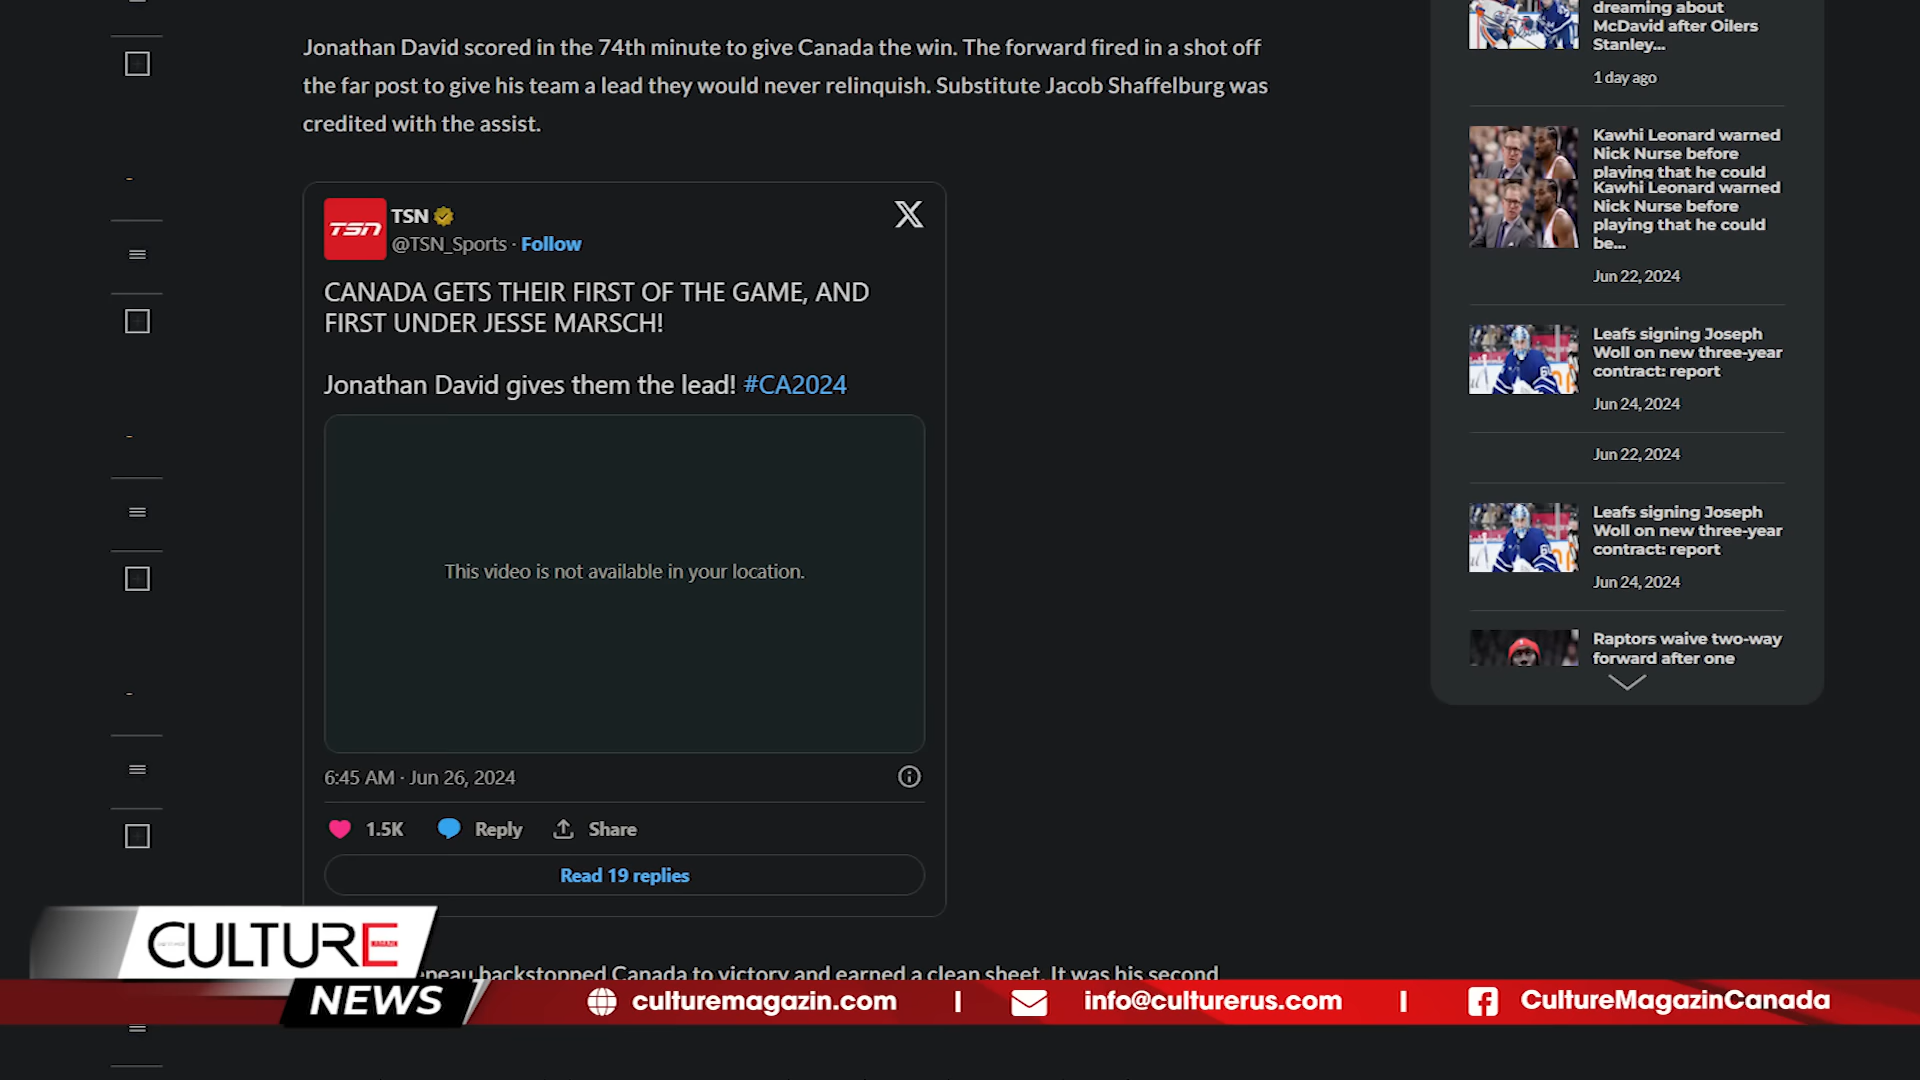 Jonathan David scored in the 74th minute to give Canada the win. The forward fired in a shot off
the far post to give his team a lead they would never relinquish. Substitute Jacob Shaffelburg was
credited with the assist.
TSN
TSN
@TSN_Sports · Follow
CANADA GETS THEIR FIRST OF THE GAME, AND
FIRST UNDER JESSE MARSCH!
Jonathan David gives them the lead! #CA2024
This video is not available in your location.
6:45 AM · Jun 26, 2024
1.5K
Reply
Share
Read 19 replies
backstopped Canada to victory and earned a clean sheet. It was his second
dreaming about
McDavid after Oilers
Stanley...
1 day ago
Kawhi Leonard warned
Nick Nurse before
playing that he could
Kawhi Leonard warned
Nick Nurse before
playing that he could
be...
Jun 22, 2024
Leafs signing Joseph
Woll on new three-year
contract: report
Jun 24, 2024
Jun 22, 2024
Leafs signing Joseph
Woll on new three-year
contract: report
Jun 24, 2024
Raptors waive two-way
forward after one
CULTURE
MAGAZIN
NEWS
culturemagazin.com | info@culturerus.com | CultureMagazinCanada